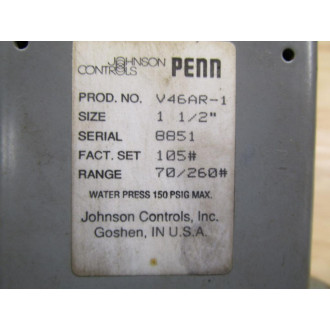 JOHNSON
CONTROLS PENN
PROD. NO. V46AR-1
SIZE 1 1/2"
SERIAL 8851
FACT. SET 105#
RANGE 70/260#
WATER PRESS 150 PSIG MAX.
Johnson Controls, Inc.
Goshen, IN U.S.A.